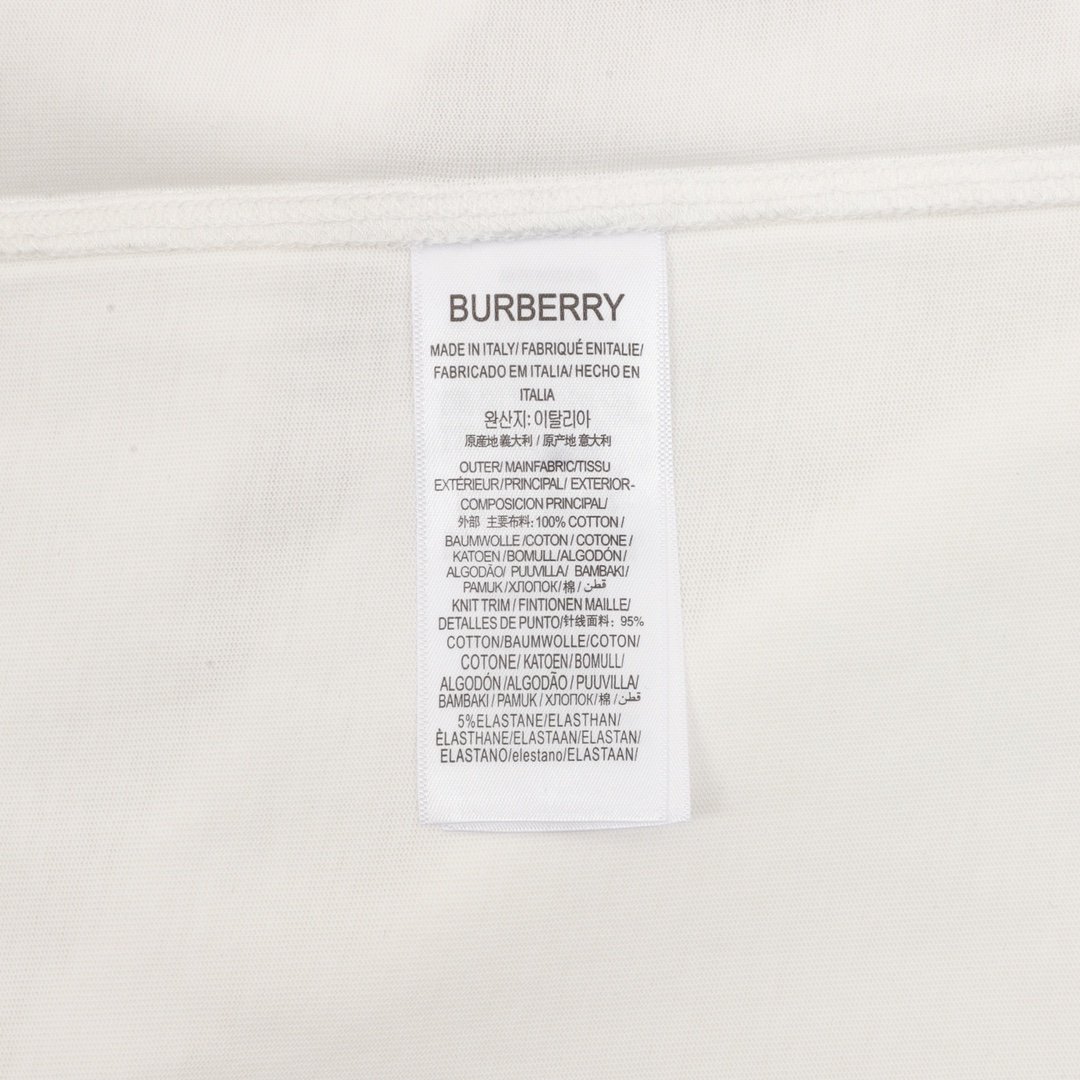 BURBERRY
MADE IN ITALY/ FABRIQUÉ ENITALIE/
FABRICADO EM ITALIA/ HECHO EN
ITALIA
완산지: 이탈리아
原産地義大利 / 原产地 意大利
OUTER/ MAINFABRIC/TISSU
EXTÉRIEUR/PRINCIPAL/ EXTERIOR-
COMPOSICION PRINCIPAL/
外部 主要布料: 100% COTTON /
BAUMWOLLE /COTON / COTONE /
KATOEN /BOMULL/ALGODÓN /
ALGODÃO/ PUUVILLA/ BAMBAKI/
PAMUK /ХЛОПОК/ 棉 / قطن
KNIT TRIM / FINTIONEN MAILLE/
DETALLES DE PUNTO/针线面料: 95%
COTTON/BAUMWOLLE/COTON/
COTONE/ KATOEN/ BOMULL/
ALGODÓN /ALGODÃO / PUUVILLA/
BAMBAKI / PAMUK / ХЛОПОК/ 棉 / قطن
5%ELASTANE/ELASTHAN/
ÈLASTHANE/ELASTAAN/ELASTAN/
ELASTANO/elestano/ELASTAAN/